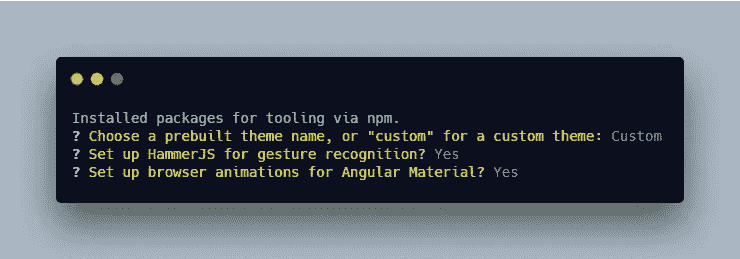 Installed packages for tooling via npm.
? Choose a prebuilt theme name, or "custom" for a custom theme: Custom
? Set up HammerJS for gesture recognition? Yes
? Set up browser animations for Angular Material? Yes